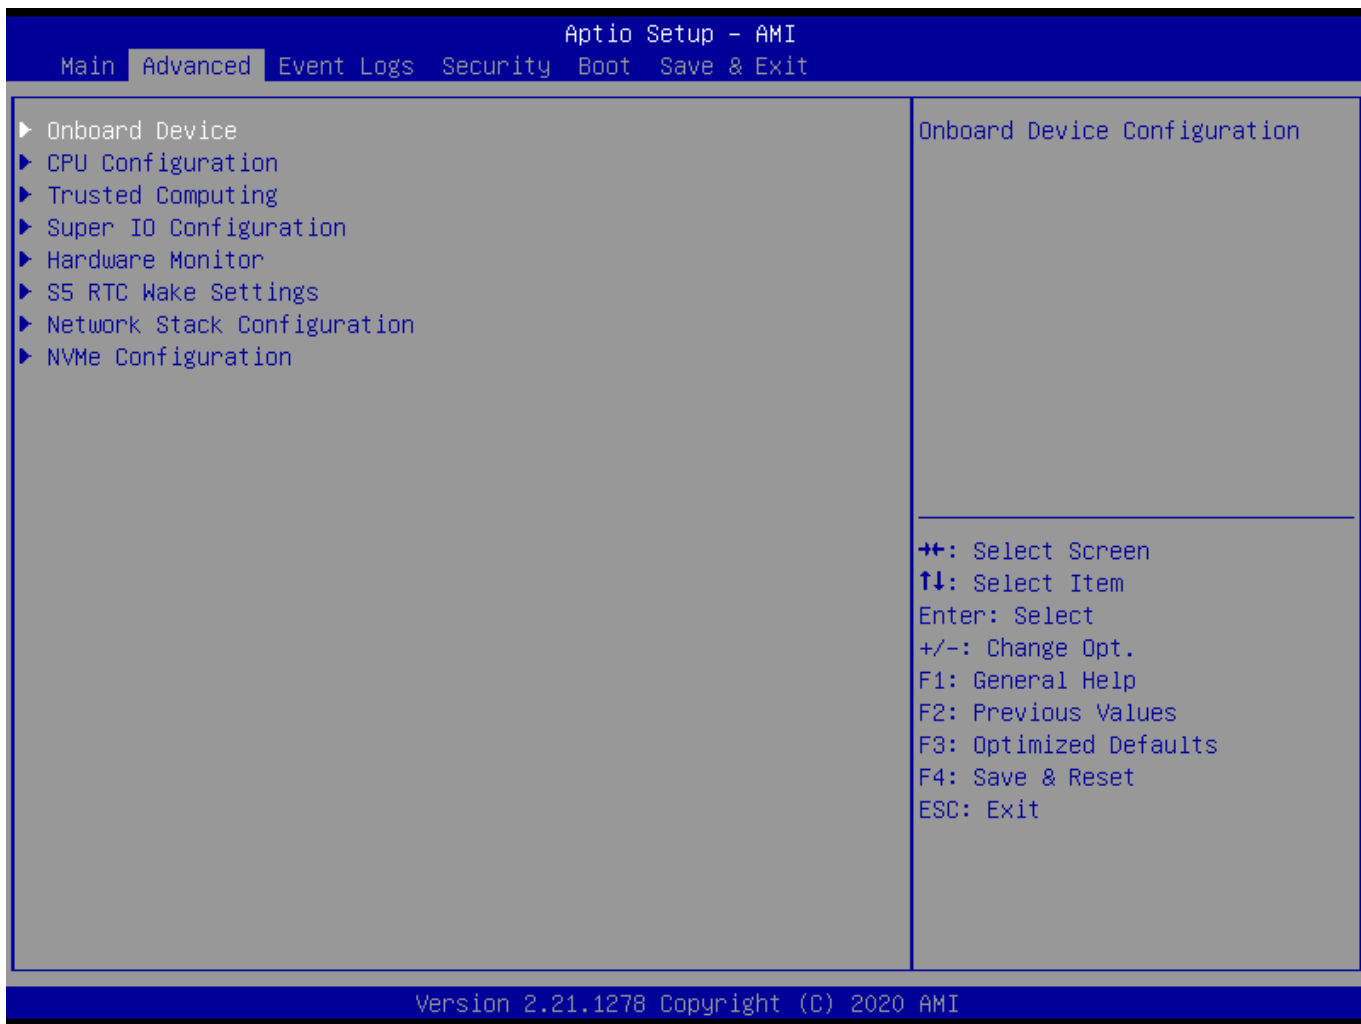 Aptio Setup – AMI
Main Advanced Event Logs Security Boot Save & Exit
▶ Onboard Device
▶ CPU Configuration
▶ Trusted Computing
▶ Super IO Configuration
▶ Hardware Monitor
▶ S5 RTC Wake Settings
▶ Network Stack Configuration
▶ NVMe Configuration
Onboard Device Configuration
→←: Select Screen
↑↓: Select Item
Enter: Select
+/-: Change Opt.
F1: General Help
F2: Previous Values
F3: Optimized Defaults
F4: Save & Reset
ESC: Exit
Version 2.21.1278 Copyright (C) 2020 AMI